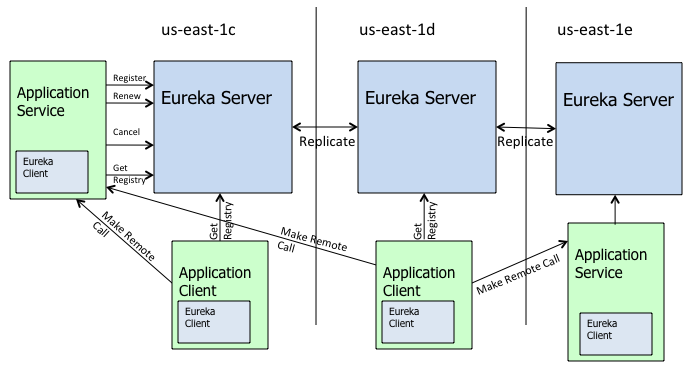 us-east-1c
us-east-1d
us-east-1e
Application
Service
Eureka
Client
Register
Renew
Cancel
Get
Registry
Eureka Server
Replicate
Eureka Server
Replicate
Eureka Server
Make Remote
Call
Get
Registry
Make Remote
Call
Get
Registry
Make Remote Call
Application
Client
Eureka
Client
Application
Client
Eureka
Client
Application
Service
Eureka
Client